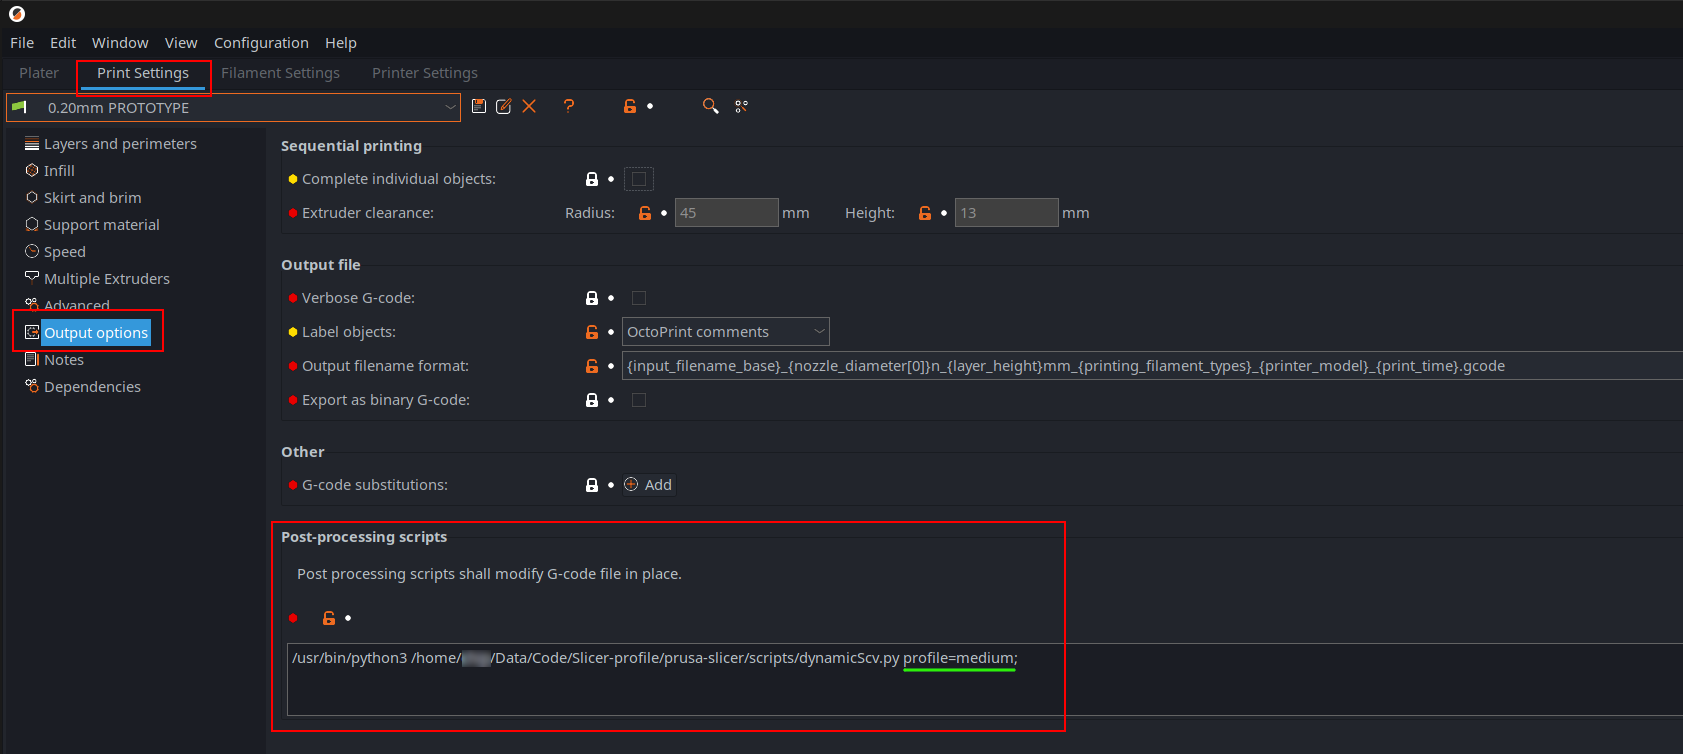 File Edit Window View Configuration Help
Plater Print Settings Filament Settings Printer Settings
0.20mm PROTOTYPE
?
Layers and perimeters
Infill
Skirt and brim
Support material
Speed
Multiple Extruders
Advanced
Output options
Notes
Dependencies
Sequential printing
Complete individual objects:
Extruder clearance: Radius: 45 mm Height: 13 mm
Output file
Verbose G-code:
Label objects: OctoPrint comments
Output filename format: {input_filename_base}_{nozzle_diameter[0]}n_{layer_height}mm_{printing_filament_types}_{printer_model}_{print_time}.gcode
Export as binary G-code:
Other
G-code substitutions: Add
Post-processing scripts
Post processing scripts shall modify G-code file in place.
/usr/bin/python3 /home/ /Data/Code/Slicer-profile/prusa-slicer/scripts/dynamicScv.py profile=medium;